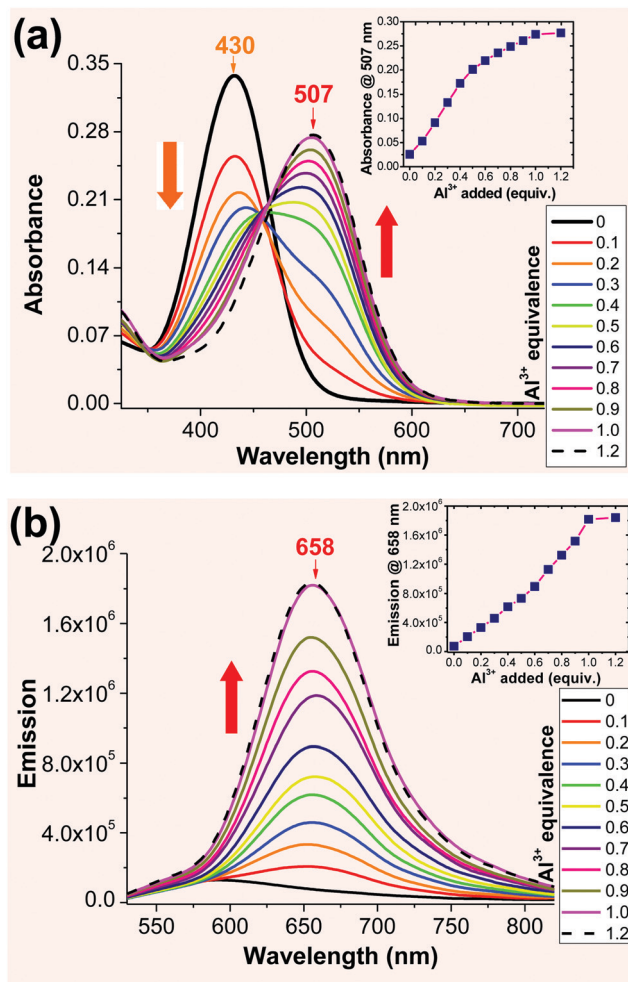 (a)
430
507
0.35
0.28
0.21
0.14
0.07
0.00
Absorbance
400
500
600
700
Wavelength (nm)
0.30
0.25
0.20
0.15
0.10
0.05
0.00
Absorbance @ 507 nm
0.0 0.2 0.4 0.6 0.8 1.0 1.2
Al³⁺ added (equiv.)
Al³⁺ equivalence
0
0.1
0.2
0.3
0.4
0.5
0.6
0.7
0.8
0.9
1.0
1.2
(b)
658
2.0x10⁶
1.6x10⁶
1.2x10⁶
8.0x10⁵
4.0x10⁵
0.0
Emission
550
600
650
700
750
800
Wavelength (nm)
2.0x10⁶
1.6x10⁶
1.2x10⁶
8.0x10⁵
4.0x10⁵
0.0
Emission @ 658 nm
0.0 0.2 0.4 0.6 0.8 1.0 1.2
Al³⁺ added (equiv.)
Al³⁺ equivalence
0
0.1
0.2
0.3
0.4
0.5
0.6
0.7
0.8
0.9
1.0
1.2